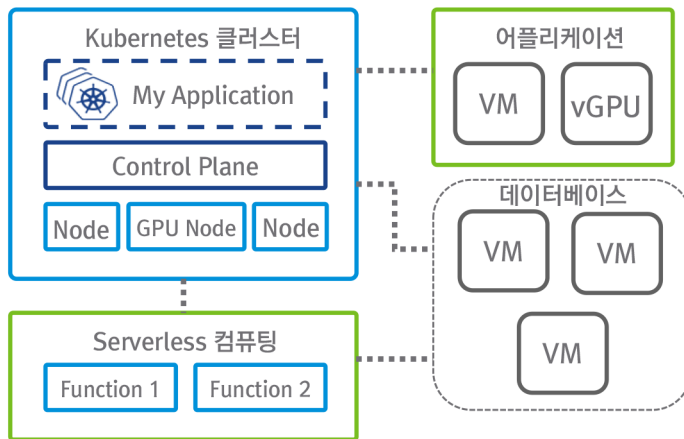 Kubernetes 클러스터
My Application
Control Plane
Node
GPU Node
Node
어플리케이션
VM
vGPU
데이터베이스
VM
VM
VM
Serverless 컴퓨팅
Function 1
Function 2